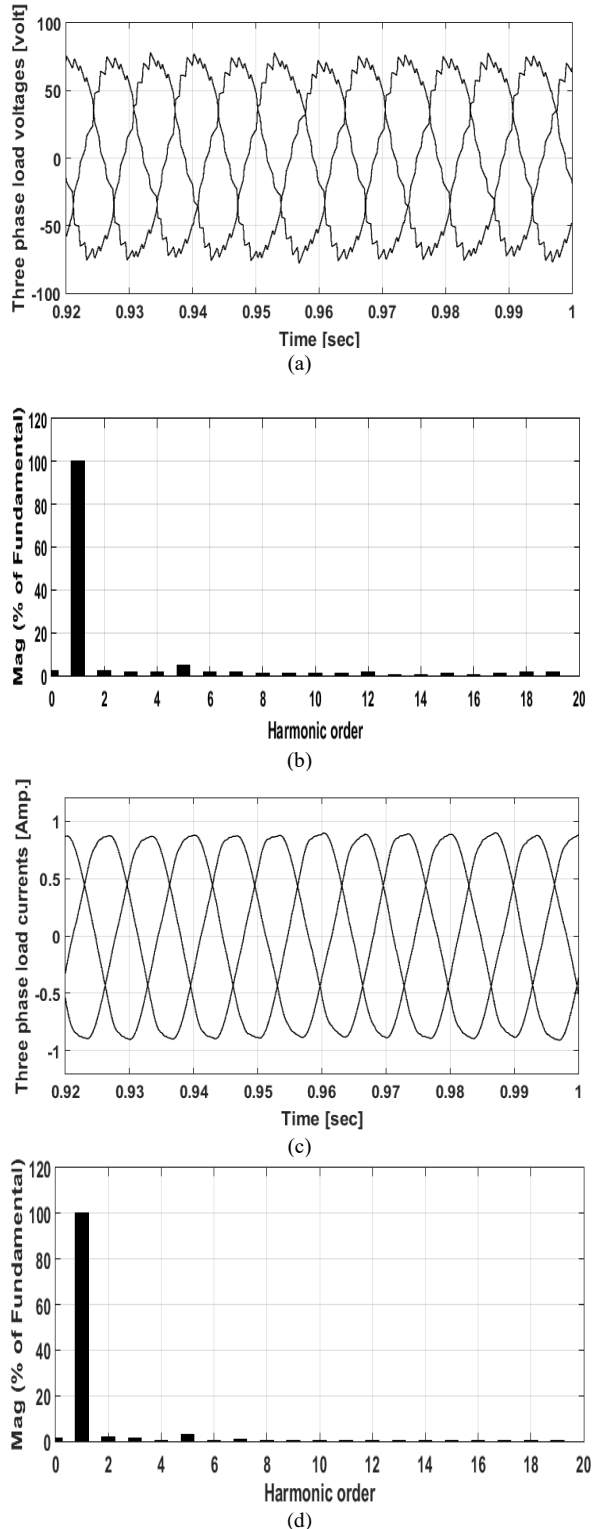 Three phase load voltages [volt]
100
50
0
-50
-100
0.92 0.93 0.94 0.95 0.96 0.97 0.98 0.99 1
Time [sec]
(a)
Mag (% of Fundamental)
120
100
80
60
40
20
0
0 2 4 6 8 10 12 14 16 18 20
Harmonic order
(b)
Three phase load currents [Amp.]
1
0.5
0
-0.5
-1
0.92 0.93 0.94 0.95 0.96 0.97 0.98 0.99 1
Time [sec]
(c)
Mag (% of Fundamental)
120
100
80
60
40
20
0
0 2 4 6 8 10 12 14 16 18 20
Harmonic order
(d)